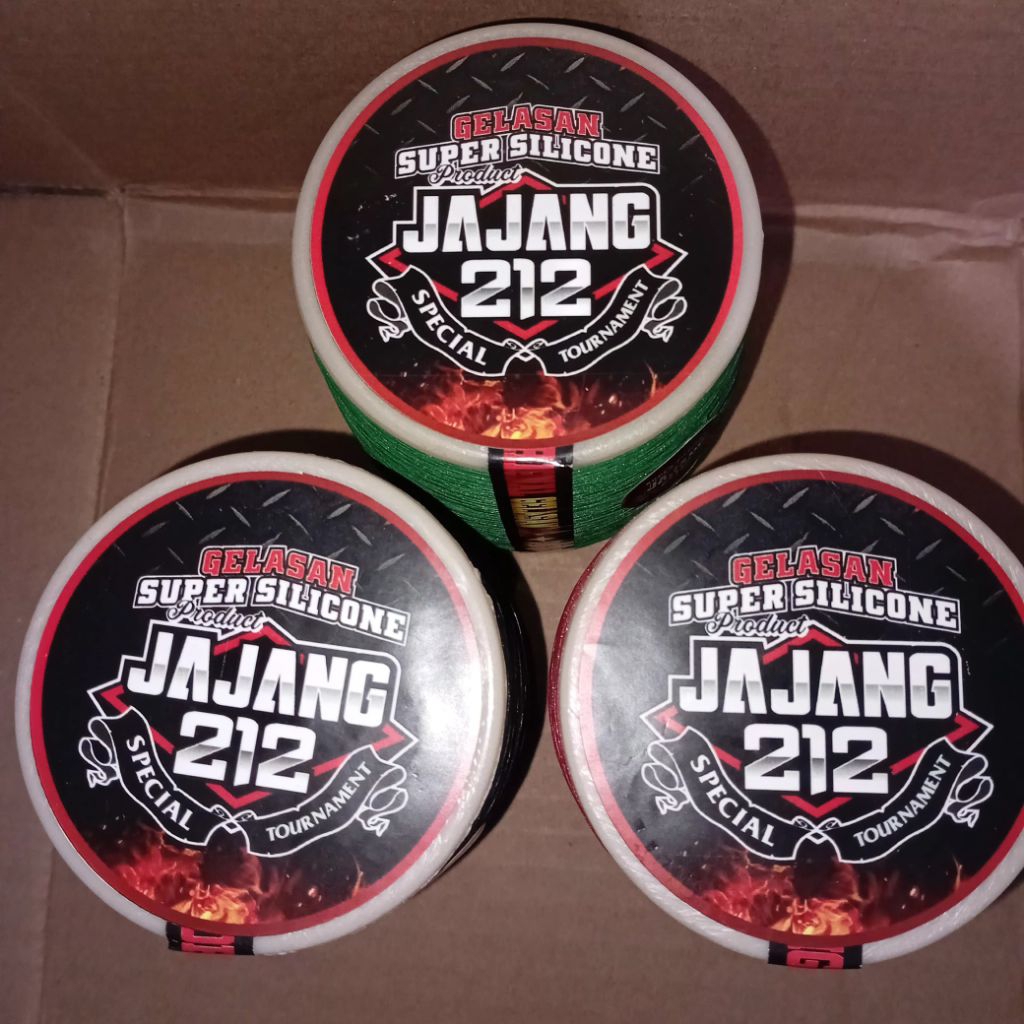 GELASAN
SUPER SILICONE
Product
JAJANG
212
SPECIAL TOURNAMENT
GELASAN
SUPER SILICONE
Product
JAJANG
212
SPECIAL TOURNAMENT
GELASAN
SUPER SILICONE
Product
JAJANG
212
SPECIAL TOURNAMENT